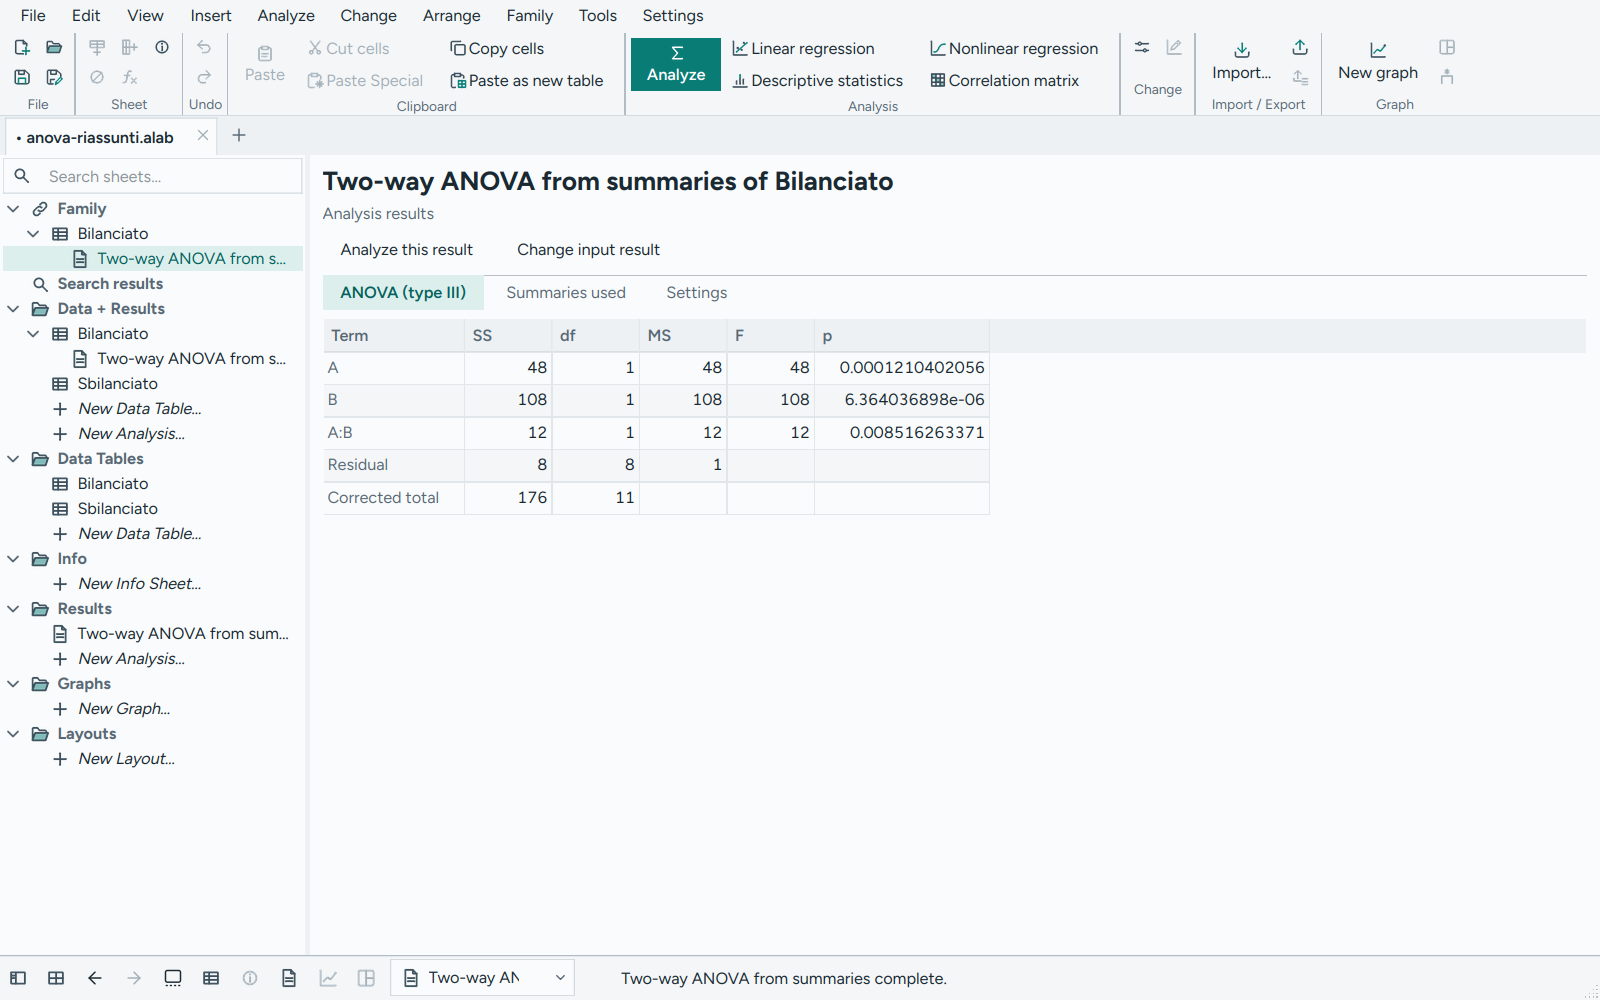 File Edit View Insert Analyze Change Arrange Family Tools Settings
Paste
Cut cells
Paste Special
Copy cells
Paste as new table
Analyze
Linear regression
Descriptive statistics
Nonlinear regression
Correlation matrix
Change
Import...
New graph
File Sheet Undo Clipboard Analysis Import / Export Graph
• anova-riassunti.alab
Search sheets...
Family
Bilanciato
Two-way ANOVA from s...
Search results
Data + Results
Bilanciato
Two-way ANOVA from s...
Sbilanciato
New Data Table...
New Analysis...
Data Tables
Bilanciato
Sbilanciato
New Data Table...
Info
New Info Sheet...
Results
Two-way ANOVA from sum...
New Analysis...
Graphs
New Graph...
Layouts
New Layout...
Two-way ANOVA from summaries of Bilanciato
Analysis results
Analyze this result Change input result
ANOVA (type III) Summaries used Settings
Term SS df MS F p
A 48 1 48 48 0.0001210402056
B 108 1 108 108 6.364036898e-06
A:B 12 1 12 12 0.008516263371
Residual 8 8 1
Corrected total 176 11
Two-way AN
Two-way ANOVA from summaries complete.